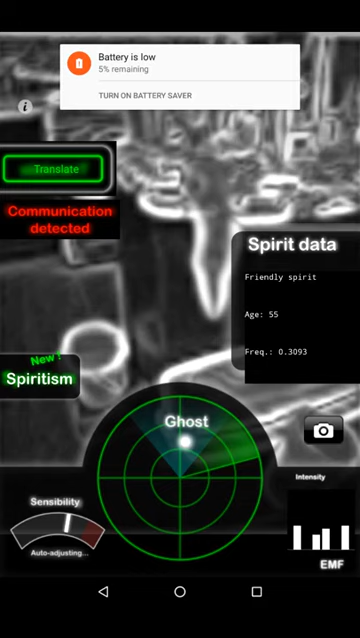 Battery is low
5% remaining
TURN ON BATTERY SAVER
i
Translate
Communication
detected
Spirit data
Friendly spirit
Age: 55
Freq.: 0.3093
New!
Spiritism
Ghost
Sensibility
Auto-adjusting...
Intensity
EMF